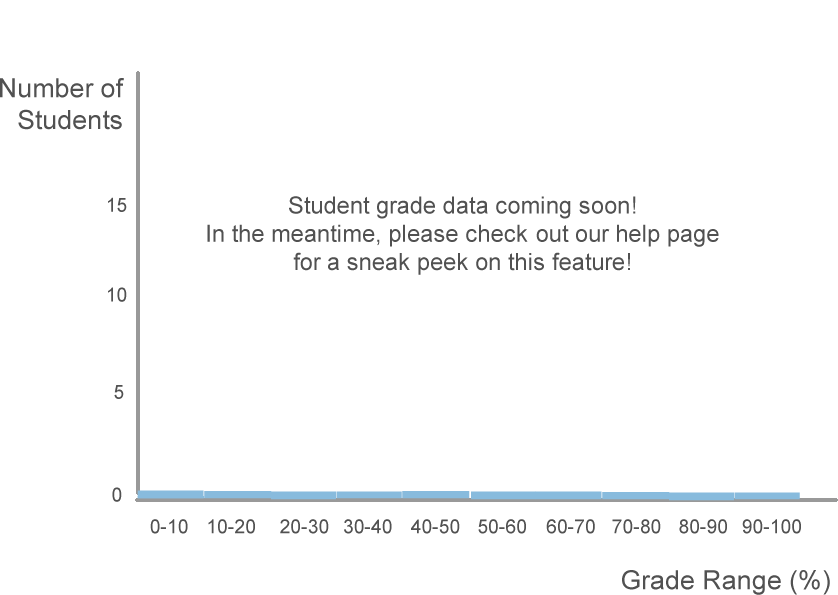 Number of
Students
Student grade data coming soon!
In the meantime, please check out our help page
for a sneak peek on this feature!
15
10
5
0
0-10 10-20 20-30 30-40 40-50 50-60 60-70 70-80 80-90 90-100
Grade Range (%)